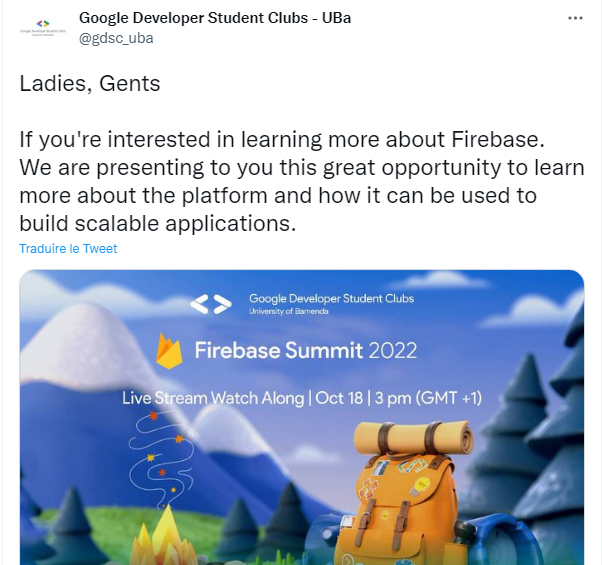 Google Developer Student Clubs - UBa
@gdsc_uba
Ladies, Gents
If you're interested in learning more about Firebase.
We are presenting to you this great opportunity to learn
more about the platform and how it can be used to
build scalable applications.
Traduire le Tweet
Google Developer Student Clubs
University of Bamenda
Firebase Summit 2022
Live Stream Watch Along | Oct 18 | 3 pm (GMT +1)